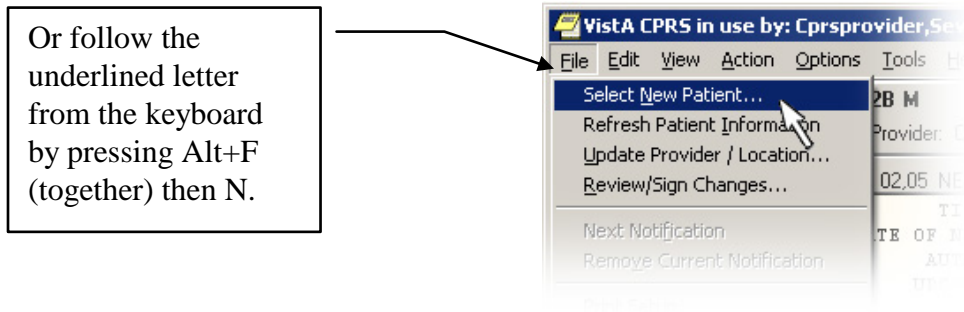 Or follow the
underlined letter
from the keyboard
by pressing Alt+F
(together) then N.
VistA CPRS in use by: Cprsprovider,Sev
File Edit View Action Options Tools
Select New Patient... 2B M
Refresh Patient Information Provider:
Update Provider / Location...
Review/Sign Changes... 02,05 NE
Next Notification
Remove Current Notification